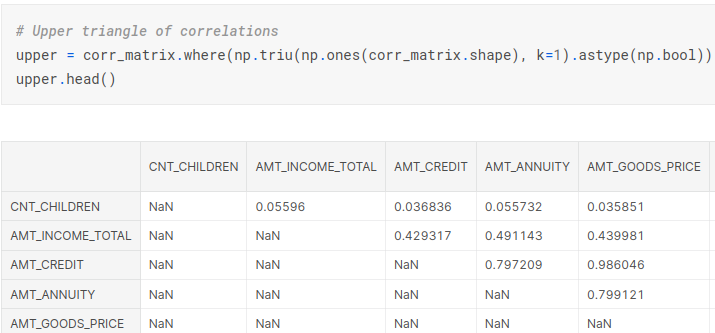 # Upper triangle of correlations
upper = corr_matrix.where(np.triu(np.ones(corr_matrix.shape), k=1).astype(np.bool))
upper.head()
CNT_CHILDREN AMT_INCOME_TOTAL AMT_CREDIT AMT_ANNUITY AMT_GOODS_PRICE
CNT_CHILDREN NaN 0.05596 0.036836 0.055732 0.035851
AMT_INCOME_TOTAL NaN NaN 0.429317 0.491143 0.439981
AMT_CREDIT NaN NaN NaN 0.797209 0.986046
AMT_ANNUITY NaN NaN NaN NaN 0.799121
AMT_GOODS_PRICE NaN NaN NaN NaN NaN